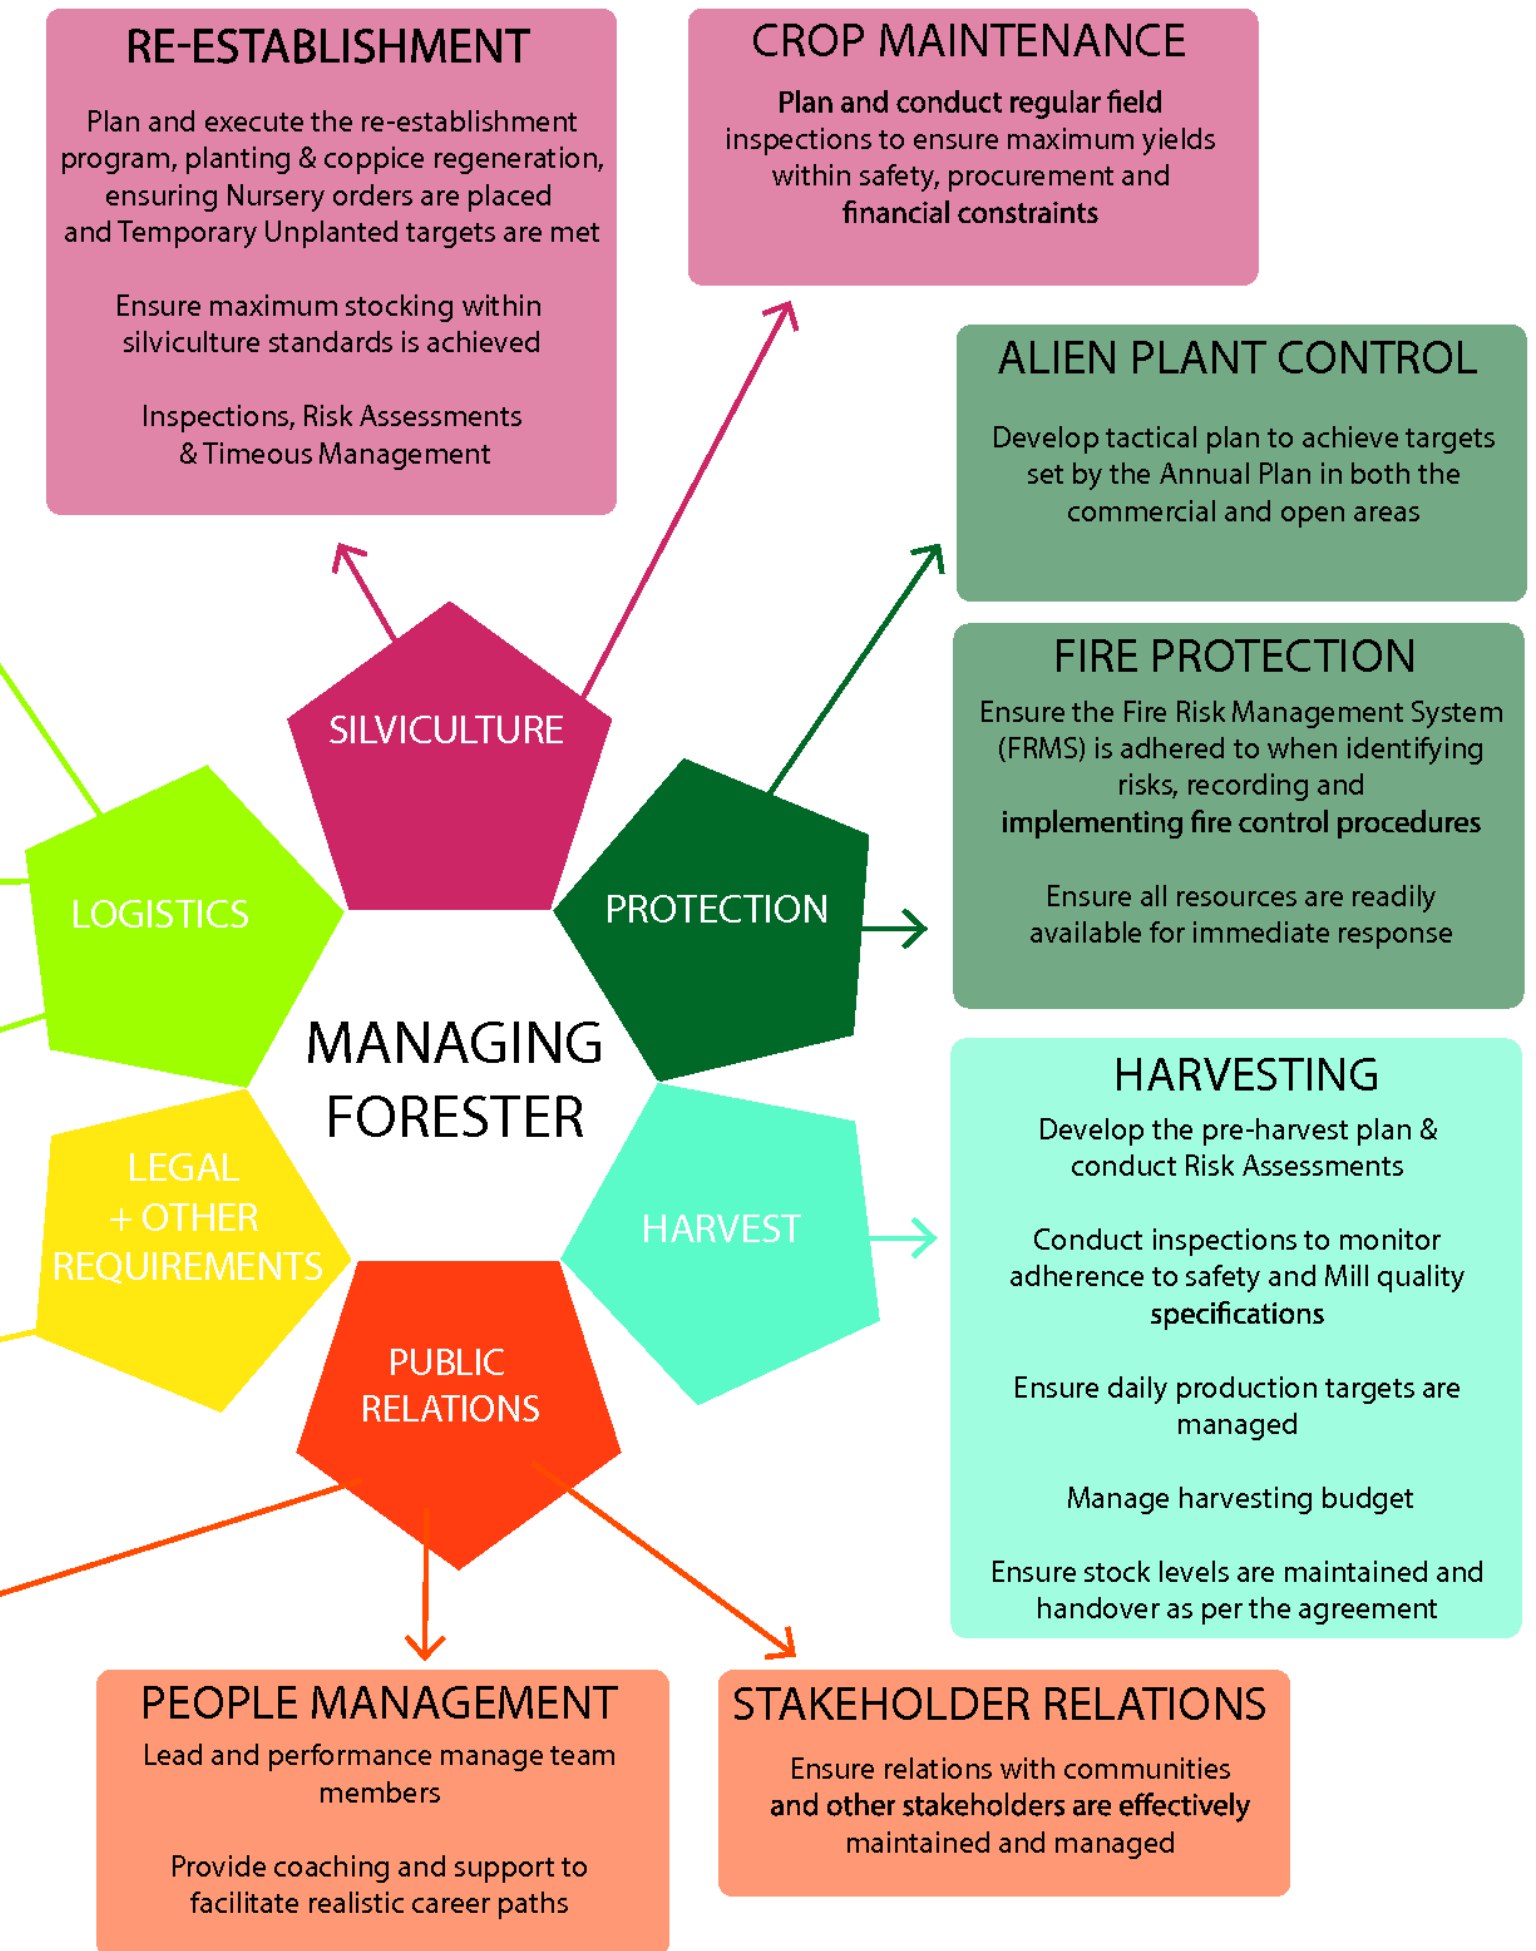 RE-ESTABLISHMENT
Plan and execute the re-establishment
program, planting & coppice regeneration,
ensuring Nursery orders are placed
and Temporary Unplanted targets are met
Ensure maximum stocking within
silviculture standards is achieved
Inspections, Risk Assessments
& Timeous Management
CROP MAINTENANCE
Plan and conduct regular field
inspections to ensure maximum yields
within safety, procurement and
financial constraints
ALIEN PLANT CONTROL
Develop tactical plan to achieve targets
set by the Annual Plan in both the
commercial and open areas
FIRE PROTECTION
Ensure the Fire Risk Management System
(FRMS) is adhered to when identifying
risks, recording and
implementing fire control procedures
Ensure all resources are readily
available for immediate response
SILVICULTURE
LOGISTICS
PROTECTION
MANAGING
FORESTER
LEGAL
+ OTHER
REQUIREMENTS
HARVEST
PUBLIC
RELATIONS
HARVESTING
Develop the pre-harvest plan &
conduct Risk Assessments
Conduct inspections to monitor
adherence to safety and Mill quality
specifications
Ensure daily production targets are
managed
Manage harvesting budget
Ensure stock levels are maintained and
handover as per the agreement
PEOPLE MANAGEMENT
Lead and performance manage team
members
Provide coaching and support to
facilitate realistic career paths
STAKEHOLDER RELATIONS
Ensure relations with communities
and other stakeholders are effectively
maintained and managed